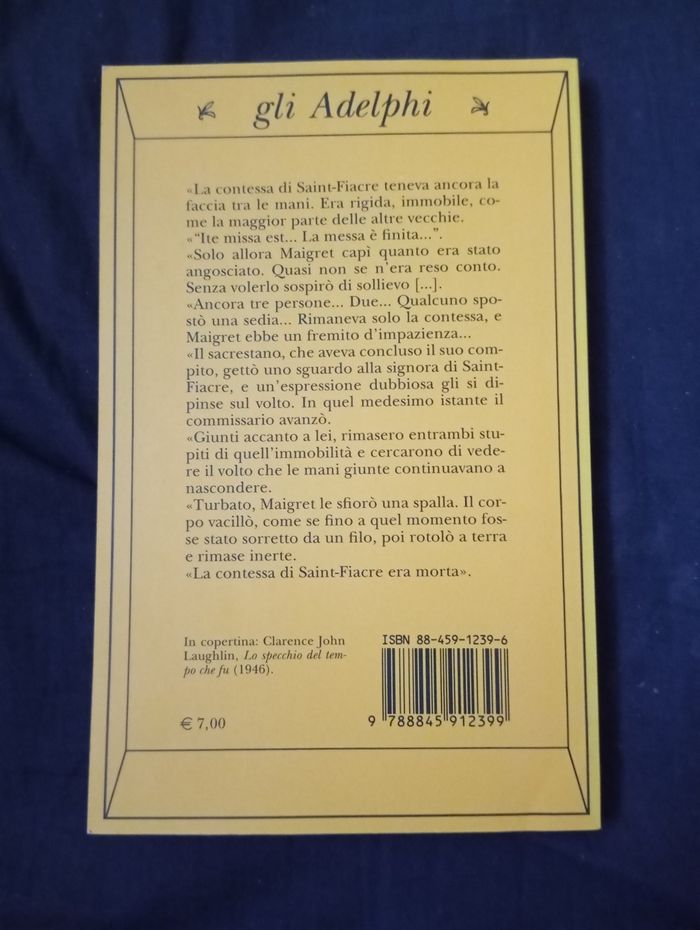 gli Adelphi
«La contessa di Saint-Fiacre teneva ancora la
faccia tra le mani. Era rigida, immobile, co-
me la maggior parte delle altre vecchie.
«“Ite missa est... La messa è finita...”.
«Solo allora Maigret capì quanto era stato
angosciato. Quasi non se n'era reso conto.
Senza volerlo sospirò di sollievo [...].
«Ancora tre persone... Due... Qualcuno spo-
stò una sedia... Rimaneva solo la contessa, e
Maigret ebbe un fremito d'impazienza...
«Il sacrestano, che aveva concluso il suo com-
pito, gettò uno sguardo alla signora di Saint-
Fiacre, e un'espressione dubbiosa gli si di-
pinse sul volto. In quel medesimo istante il
commissario avanzò.
«Giunti accanto a lei, rimasero entrambi stu-
piti di quell'immobilità e cercarono di vede-
re il volto che le mani giunte continuavano a
nascondere.
«Turbato, Maigret le sfiorò una spalla. Il cor-
po vacillò, come se fino a quel momento fos-
se stato sorretto da un filo, poi rotolò a terra
e rimase inerte.
«La contessa di Saint-Fiacre era morta».
In copertina: Clarence John
Laughlin, Lo specchio del tem-
po che fu (1946).
€ 7,00
ISBN 88-459-1239-6
9 788845 912399